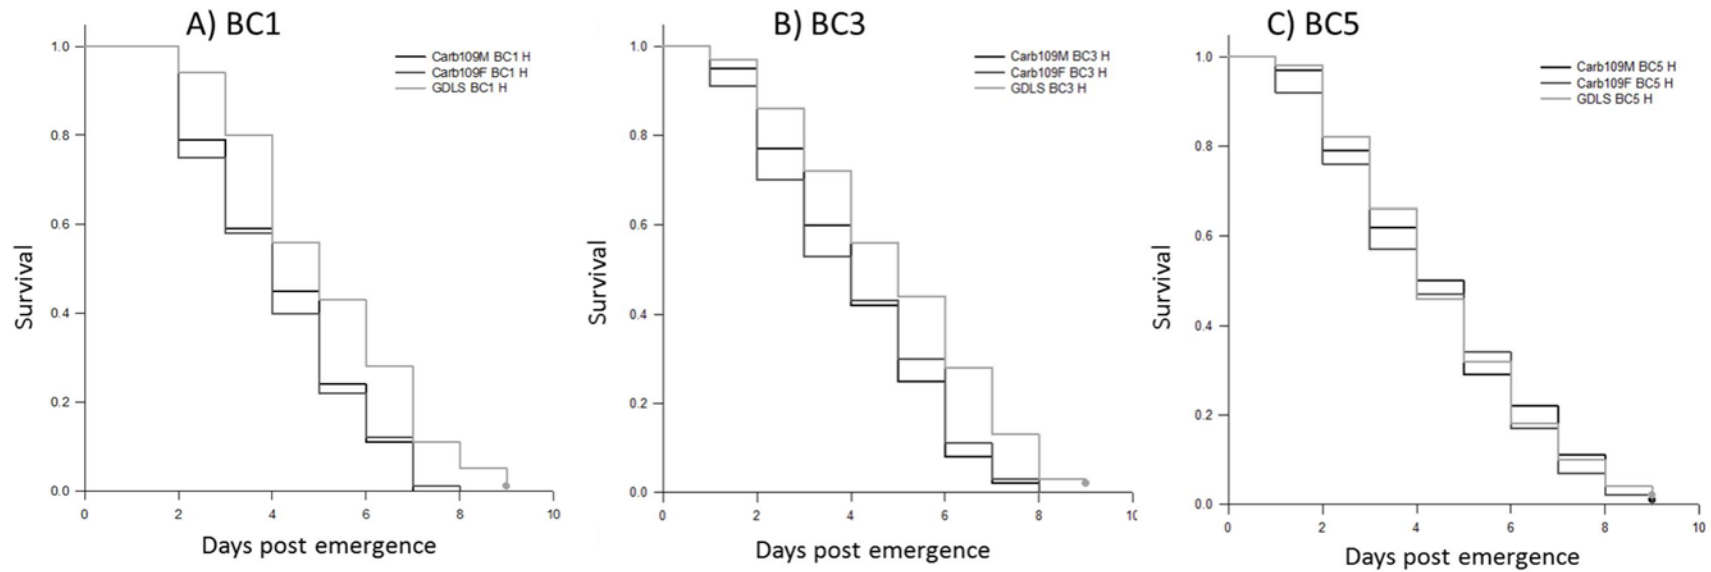 A) BC1
Carb109M BC1 H
Carb109F BC1 H
GDLS BC1 H
1.0
0.8
0.6
0.4
0.2
0.0
Survival
0 2 4 6 8 10
Days post emergence
B) BC3
Carb109M BC3 H
Carb109F BC3 H
GDLS BC3 H
1.0
0.8
0.6
0.4
0.2
0.0
Survival
0 2 4 6 8 10
Days post emergence
C) BC5
Carb109M BC5 H
Carb109F BC5 H
GDLS BC5 H
1.0
0.8
0.6
0.4
0.2
0.0
Survival
0 2 4 6 8 10
Days post emergence